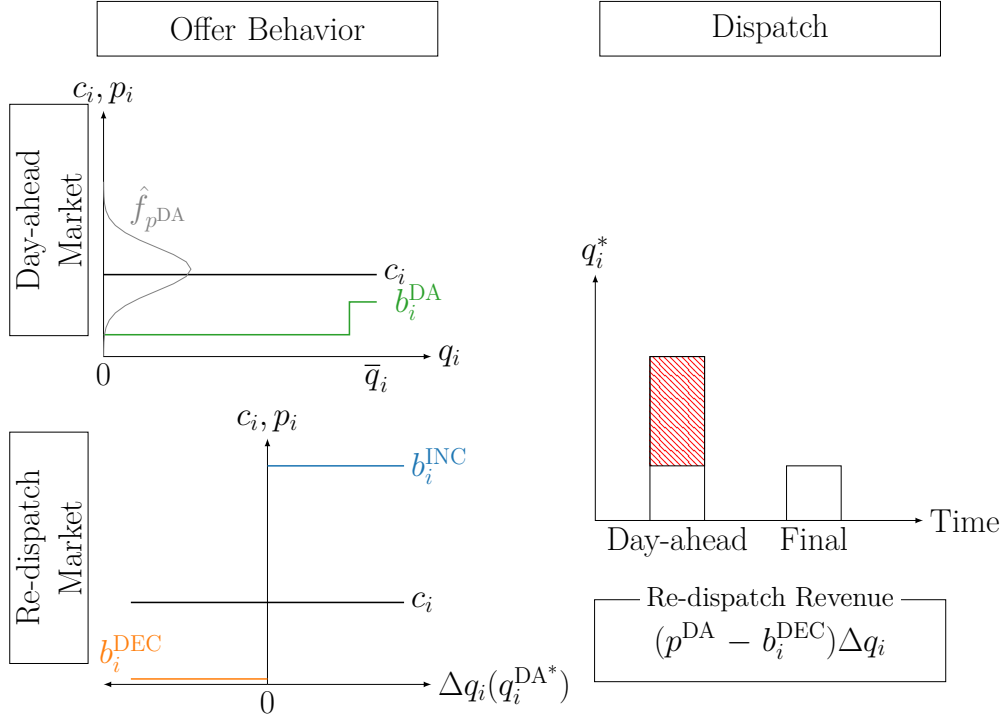 Offer Behavior
Dispatch
Day-ahead
Market
c_i, p_i
f̂_{p^{DA}}
c_i
b_i^{DA}
0
q̅_i
q_i
q_i^*
Day-ahead
Final
Time
Re-dispatch
Market
c_i, p_i
b_i^{INC}
c_i
b_i^{DEC}
0
Δq_i(q_i^{DA*})
Re-dispatch Revenue
(p^{DA} − b_i^{DEC})Δq_i